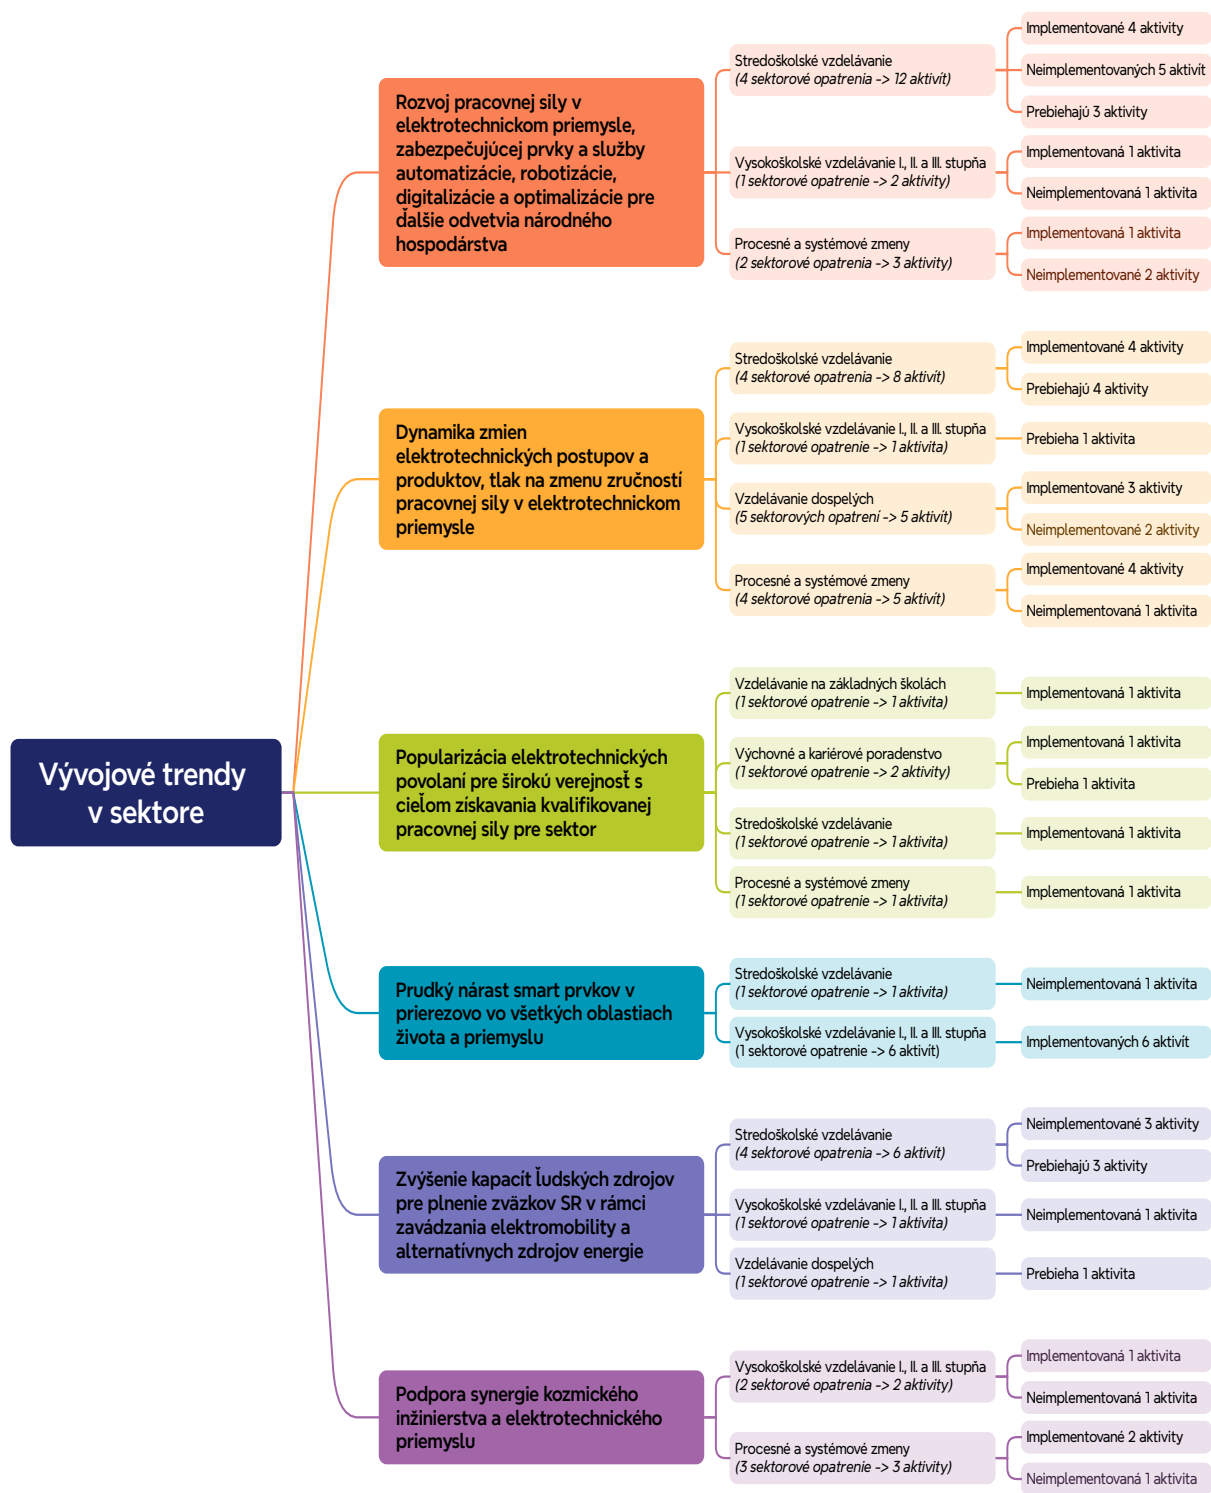 Vývojové trendy
v sektore
Rozvoj pracovnej sily v
elektrotechnickom priemysle,
zabezpečujúcej prvky a služby
automatizácie, robotizácie,
digitalizácie a optimalizácie pre
ďalšie odvetvia národného
hospodárstva
Stredoškolské vzdelávanie
(4 sektorové opatrenia -> 12 aktivít)
Implementované 4 aktivity
Neimplementovaných 5 aktivít
Prebiehajú 3 aktivity
Vysokoškolské vzdelávanie I., II. a III. stupňa
(1 sektorové opatrenie -> 2 aktivity)
Implementovaná 1 aktivita
Neimplementovaná 1 aktivita
Procesné a systémové zmeny
(2 sektorové opatrenia -> 3 aktivity)
Implementovaná 1 aktivita
Neimplementované 2 aktivity
Dynamika zmien
elektrotechnických postupov a
produktov, tlak na zmenu zručností
pracovnej sily v elektrotechnickom
priemysle
Stredoškolské vzdelávanie
(4 sektorové opatrenia -> 8 aktivít)
Implementované 4 aktivity
Prebiehajú 4 aktivity
Vysokoškolské vzdelávanie I., II. a III. stupňa
(1 sektorové opatrenie -> 1 aktivita)
Prebieha 1 aktivita
Vzdelávanie dospelých
(5 sektorových opatrení -> 5 aktivít)
Implementované 3 aktivity
Neimplementované 2 aktivity
Procesné a systémové zmeny
(4 sektorové opatrenia -> 5 aktivít)
Implementované 4 aktivity
Neimplementovaná 1 aktivita
Popularizácia elektrotechnických
povolaní pre širokú verejnosť s
cieľom získavania kvalifikovanej
pracovnej sily pre sektor
Vzdelávanie na základných školách
(1 sektorové opatrenie -> 1 aktivita)
Implementovaná 1 aktivita
Výchovné a kariérové poradenstvo
(1 sektorové opatrenie -> 2 aktivity)
Implementovaná 1 aktivita
Prebieha 1 aktivita
Stredoškolské vzdelávanie
(1 sektorové opatrenie -> 1 aktivita)
Implementovaná 1 aktivita
Procesné a systémové zmeny
(1 sektorové opatrenie -> 1 aktivita)
Implementovaná 1 aktivita
Prudký nárast smart prvkov v
prierezovo vo všetkých oblastiach
života a priemyslu
Stredoškolské vzdelávanie
(1 sektorové opatrenie -> 1 aktivita)
Neimplementovaná 1 aktivita
Vysokoškolské vzdelávanie I., II. a III. stupňa
(1 sektorové opatrenie -> 6 aktivít)
Implementovaných 6 aktivít
Zvýšenie kapacít ľudských zdrojov
pre plnenie zväzkov SR v rámci
zavádzania elektromobility a
alternatívnych zdrojov energie
Stredoškolské vzdelávanie
(4 sektorové opatrenia -> 6 aktivít)
Neimplementované 3 aktivity
Prebiehajú 3 aktivity
Vysokoškolské vzdelávanie I., II. a III. stupňa
(1 sektorové opatrenie -> 1 aktivita)
Neimplementovaná 1 aktivita
Vzdelávanie dospelých
(1 sektorové opatrenie -> 1 aktivita)
Prebieha 1 aktivita
Podpora synergie kozmického
inžinierstva a elektrotechnického
priemyslu
Vysokoškolské vzdelávanie I., II. a III. stupňa
(2 sektorové opatrenia -> 2 aktivity)
Implementovaná 1 aktivita
Neimplementovaná 1 aktivita
Procesné a systémové zmeny
(3 sektorové opatrenia -> 3 aktivity)
Implementované 2 aktivity
Neimplementovaná 1 aktivita